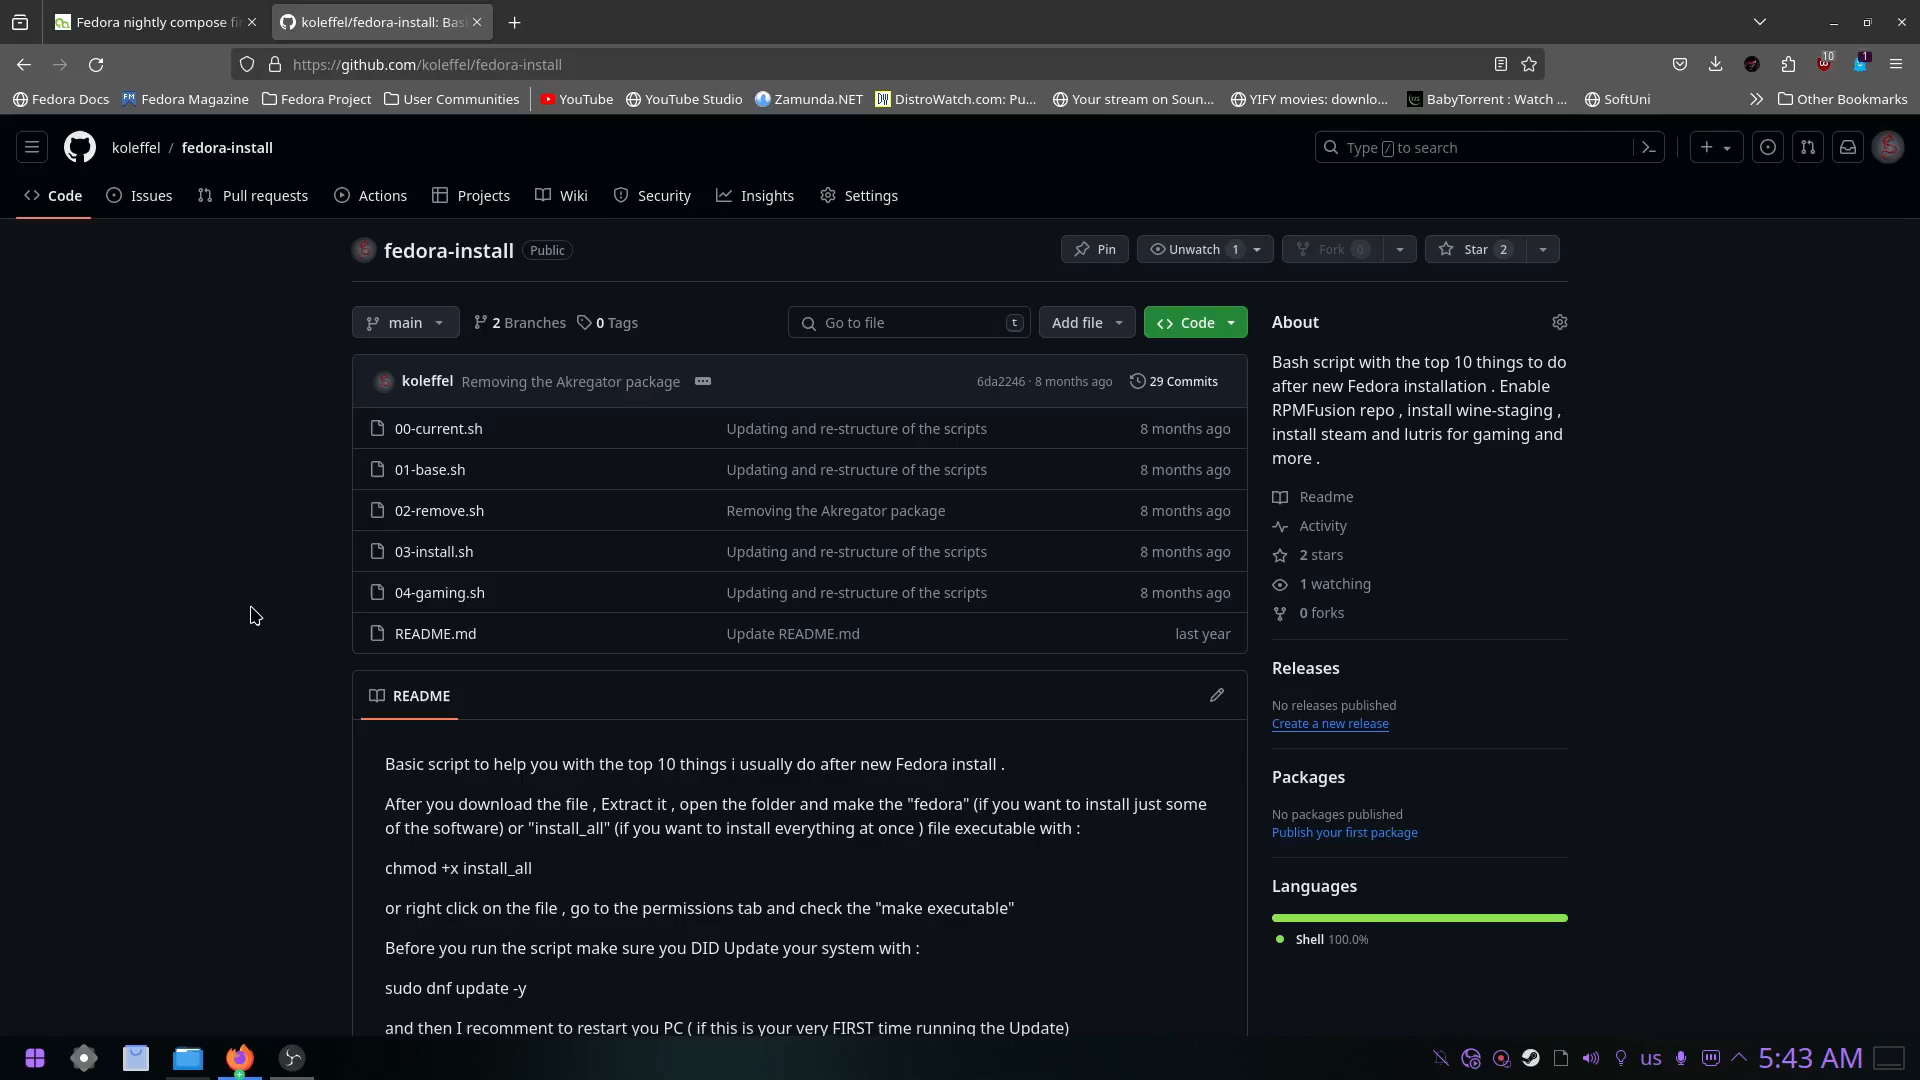 Fedora nightly compose fi
koleffel/fedora-install: Bas
https://github.com/koleffel/fedora-install
10
1
Fedora Docs
Fedora Magazine
Fedora Project
User Communities
YouTube
YouTube Studio
Zamunda.NET
DistroWatch.com: Pu...
Your stream on Soun...
YIFY movies: downlo...
BabyTorrent : Watch ...
SoftUni
Other Bookmarks
koleffel / fedora-install
Type / to search
Code
Issues
Pull requests
Actions
Projects
Wiki
Security
Insights
Settings
fedora-install Public
Pin
Unwatch 1
Fork 0
Star 2
main
2 Branches
0 Tags
Go to file t
Add file
Code
koleffel Removing the Akregator package 6da2246 · 8 months ago 29 Commits
00-current.sh Updating and re-structure of the scripts 8 months ago
01-base.sh Updating and re-structure of the scripts 8 months ago
02-remove.sh Removing the Akregator package 8 months ago
03-install.sh Updating and re-structure of the scripts 8 months ago
04-gaming.sh Updating and re-structure of the scripts 8 months ago
README.md Update README.md last year
README
Basic script to help you with the top 10 things i usually do after new Fedora install .
After you download the file , Extract it , open the folder and make the "fedora" (if you want to install just some
of the software) or "install_all" (if you want to install everything at once ) file executable with :
chmod +x install_all
or right click on the file , go to the permissions tab and check the "make executable"
Before you run the script make sure you DID Update your system with :
sudo dnf update -y
and then I recomment to restart you PC ( if this is your very FIRST time running the Update)
About
Bash script with the top 10 things to do
after new Fedora installation . Enable
RPMFusion repo , install wine-staging ,
install steam and lutris for gaming and
more .
Readme
Activity
2 stars
1 watching
0 forks
Releases
No releases published
Create a new release
Packages
No packages published
Publish your first package
Languages
Shell 100.0%
us
5:43 AM